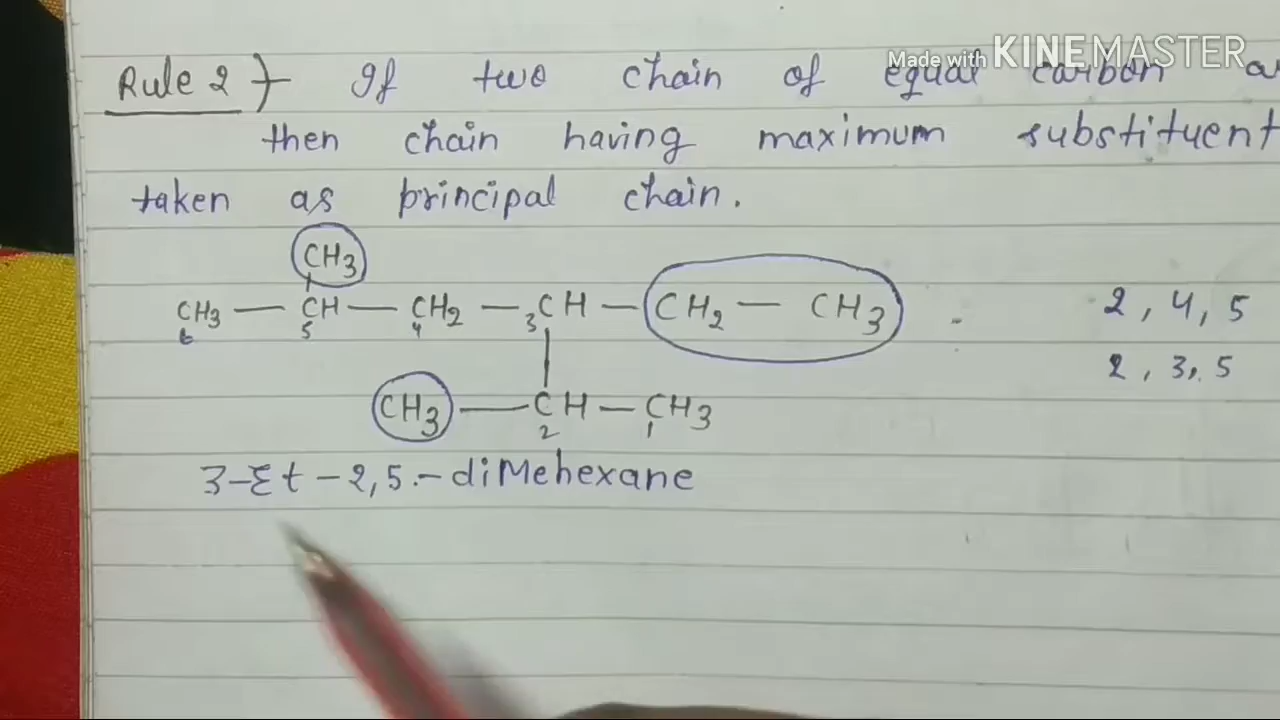 Made with KINEMASTER
Rule 2 If two chain of equal carbon
then chain having maximum substituent
taken as principal chain.
CH3
CH3 — CH — CH2 — 3CH — CH2 — CH3
6 5 4
2, 4, 5
2, 3, 5
CH3 — CH — CH3
2 1
3-Et-2,5-diMehexane